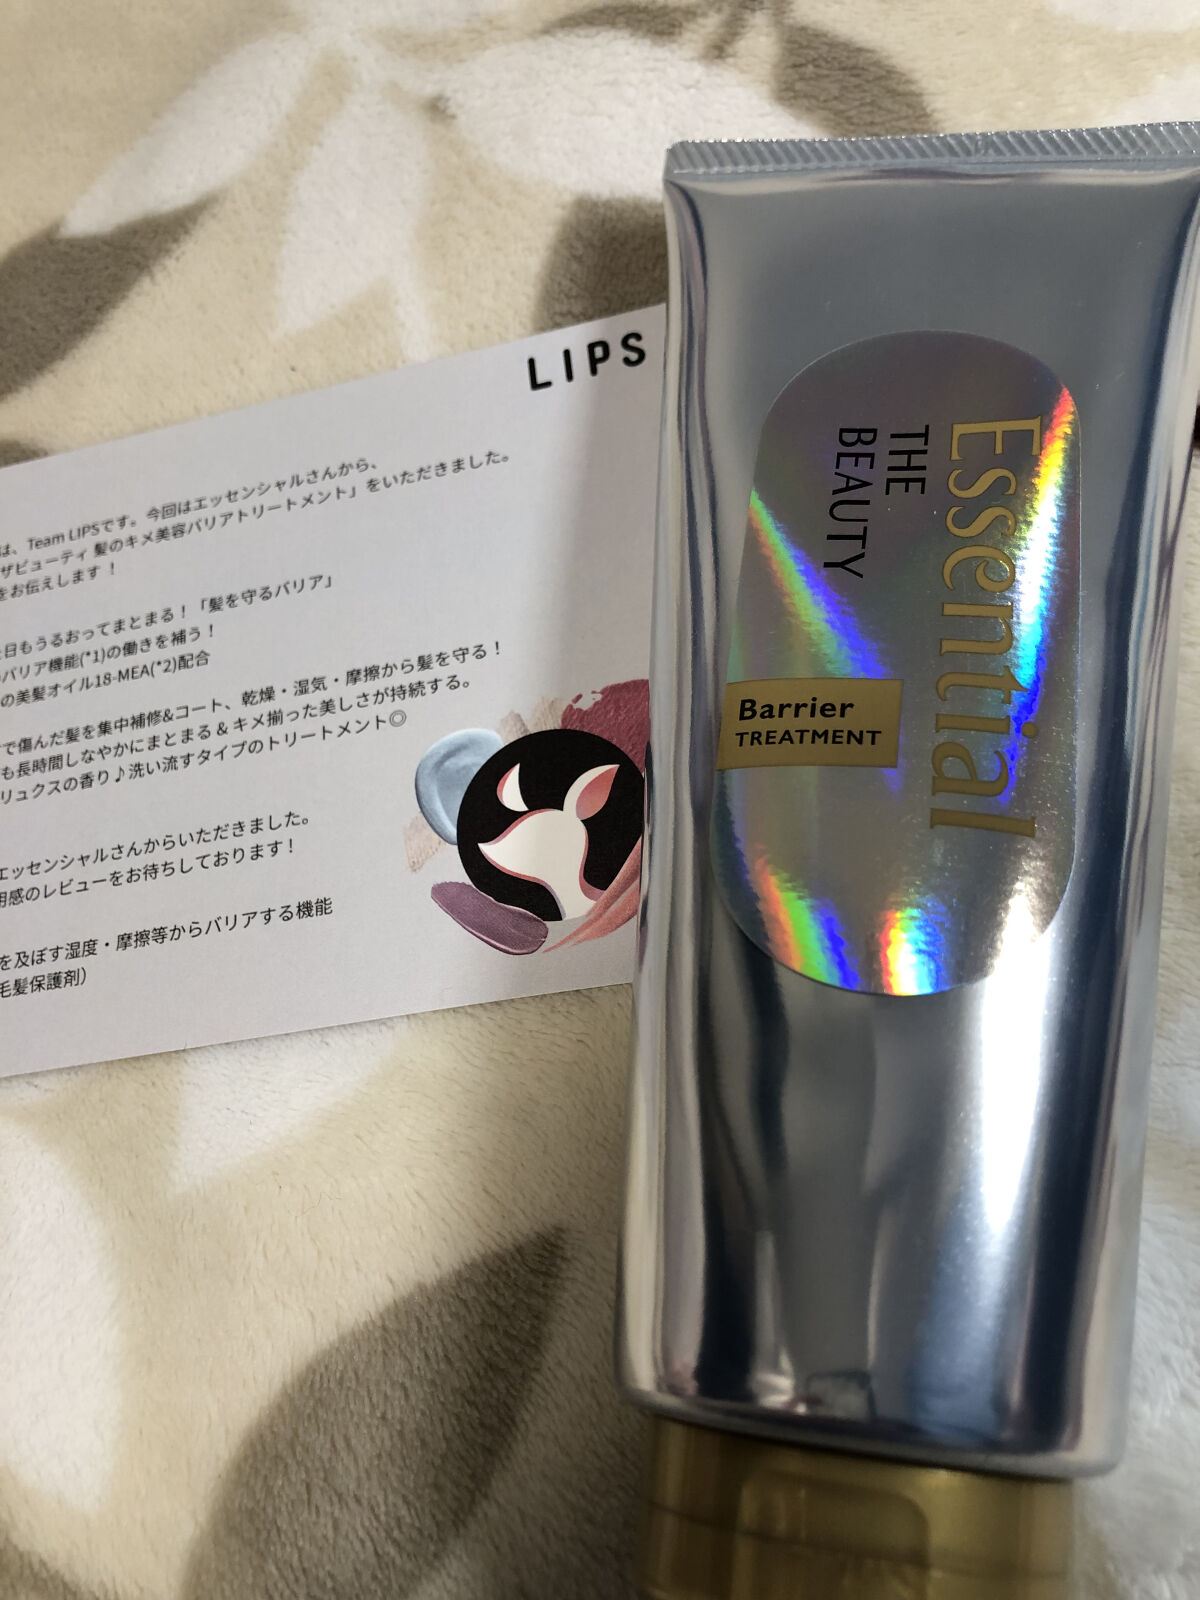 LIPS
は、Team LIPSです。今回はエッセンシャルさんから、
ザビューティ 髪のキメ美容バリアトリートメント」をいただきました。
をお伝えします！
日もうるおってまとまる！「髪を守るバリア」
バリア機能(*1)の働きを補う！
の美髪オイル18-MEA(*2)配合
で傷んだ髪を集中補修&コート、乾燥・湿気・摩擦から髪を守る！
も長時間しなやかにまとまる & キメ揃った美しさが持続する。
リュクスの香り♪洗い流すタイプのトリートメント◎
エッセンシャルさんからいただきました。
用感のレビューをお待ちしております！
を及ぼす湿度・摩擦等からバリアする機能
毛髪保護剤）
Essential
THE
BEAUTY
Barrier
TREATMENT